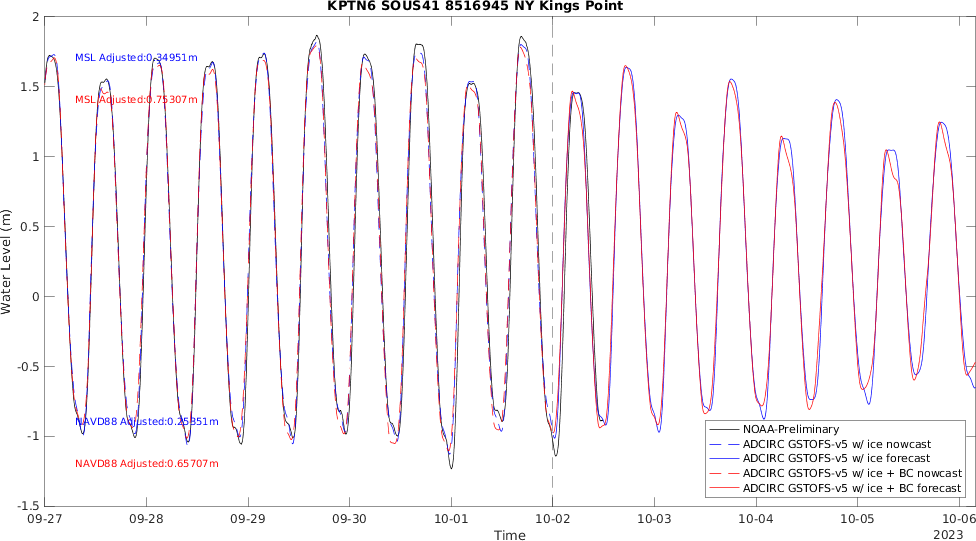 KPTN6 SOUS41 8516945 NY Kings Point
2
1.5
1
0.5
0
-0.5
-1
-1.5
Water Level (m)
MSL Adjusted:0.34951m
MSL Adjusted:0.75307m
NAVD88 Adjusted:0.25351m
NAVD88 Adjusted:0.65707m
NOAA-Preliminary
ADCIRC GSTOFS-v5 w/ ice nowcast
ADCIRC GSTOFS-v5 w/ ice forecast
ADCIRC GSTOFS-v5 w/ ice + BC nowcast
ADCIRC GSTOFS-v5 w/ ice + BC forecast
09-27 09-28 09-29 09-30 10-01 10-02 10-03 10-04 10-05 10-06
Time
2023